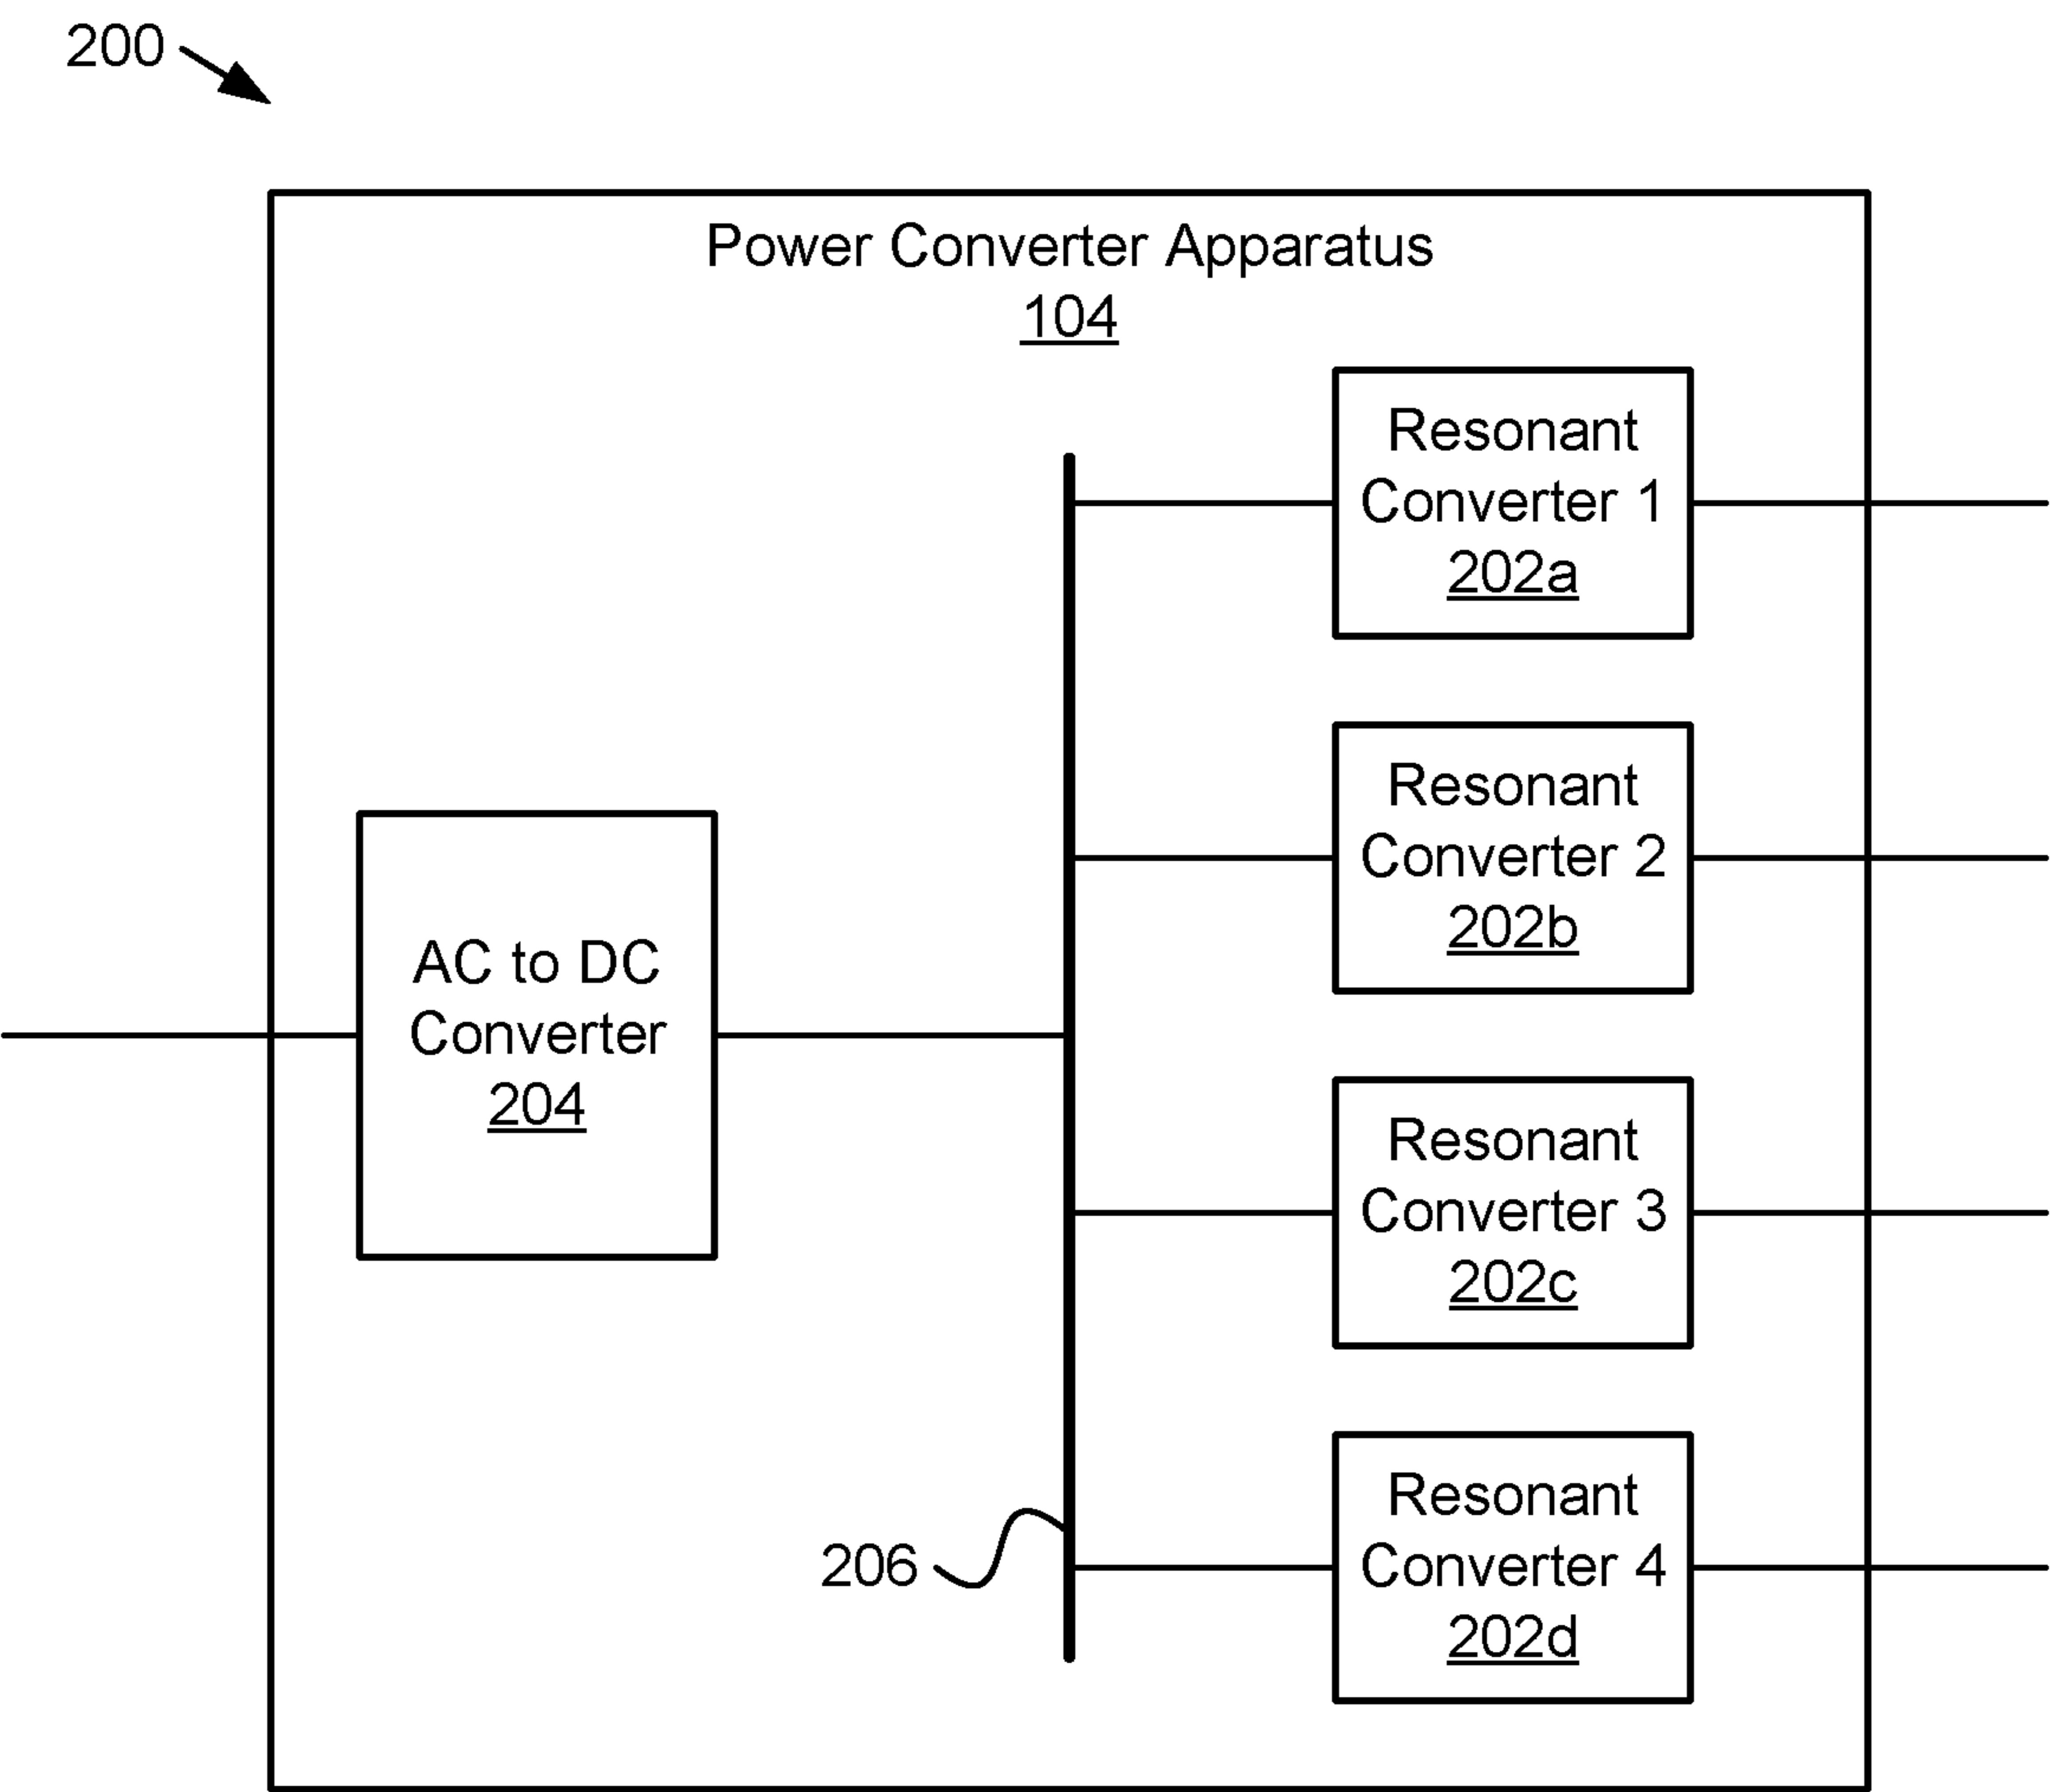 200
Power Converter Apparatus
104
Resonant
Converter 1
202a
Resonant
Converter 2
202b
AC to DC
Converter
204
Resonant
Converter 3
202c
Resonant
Converter 4
202d
206